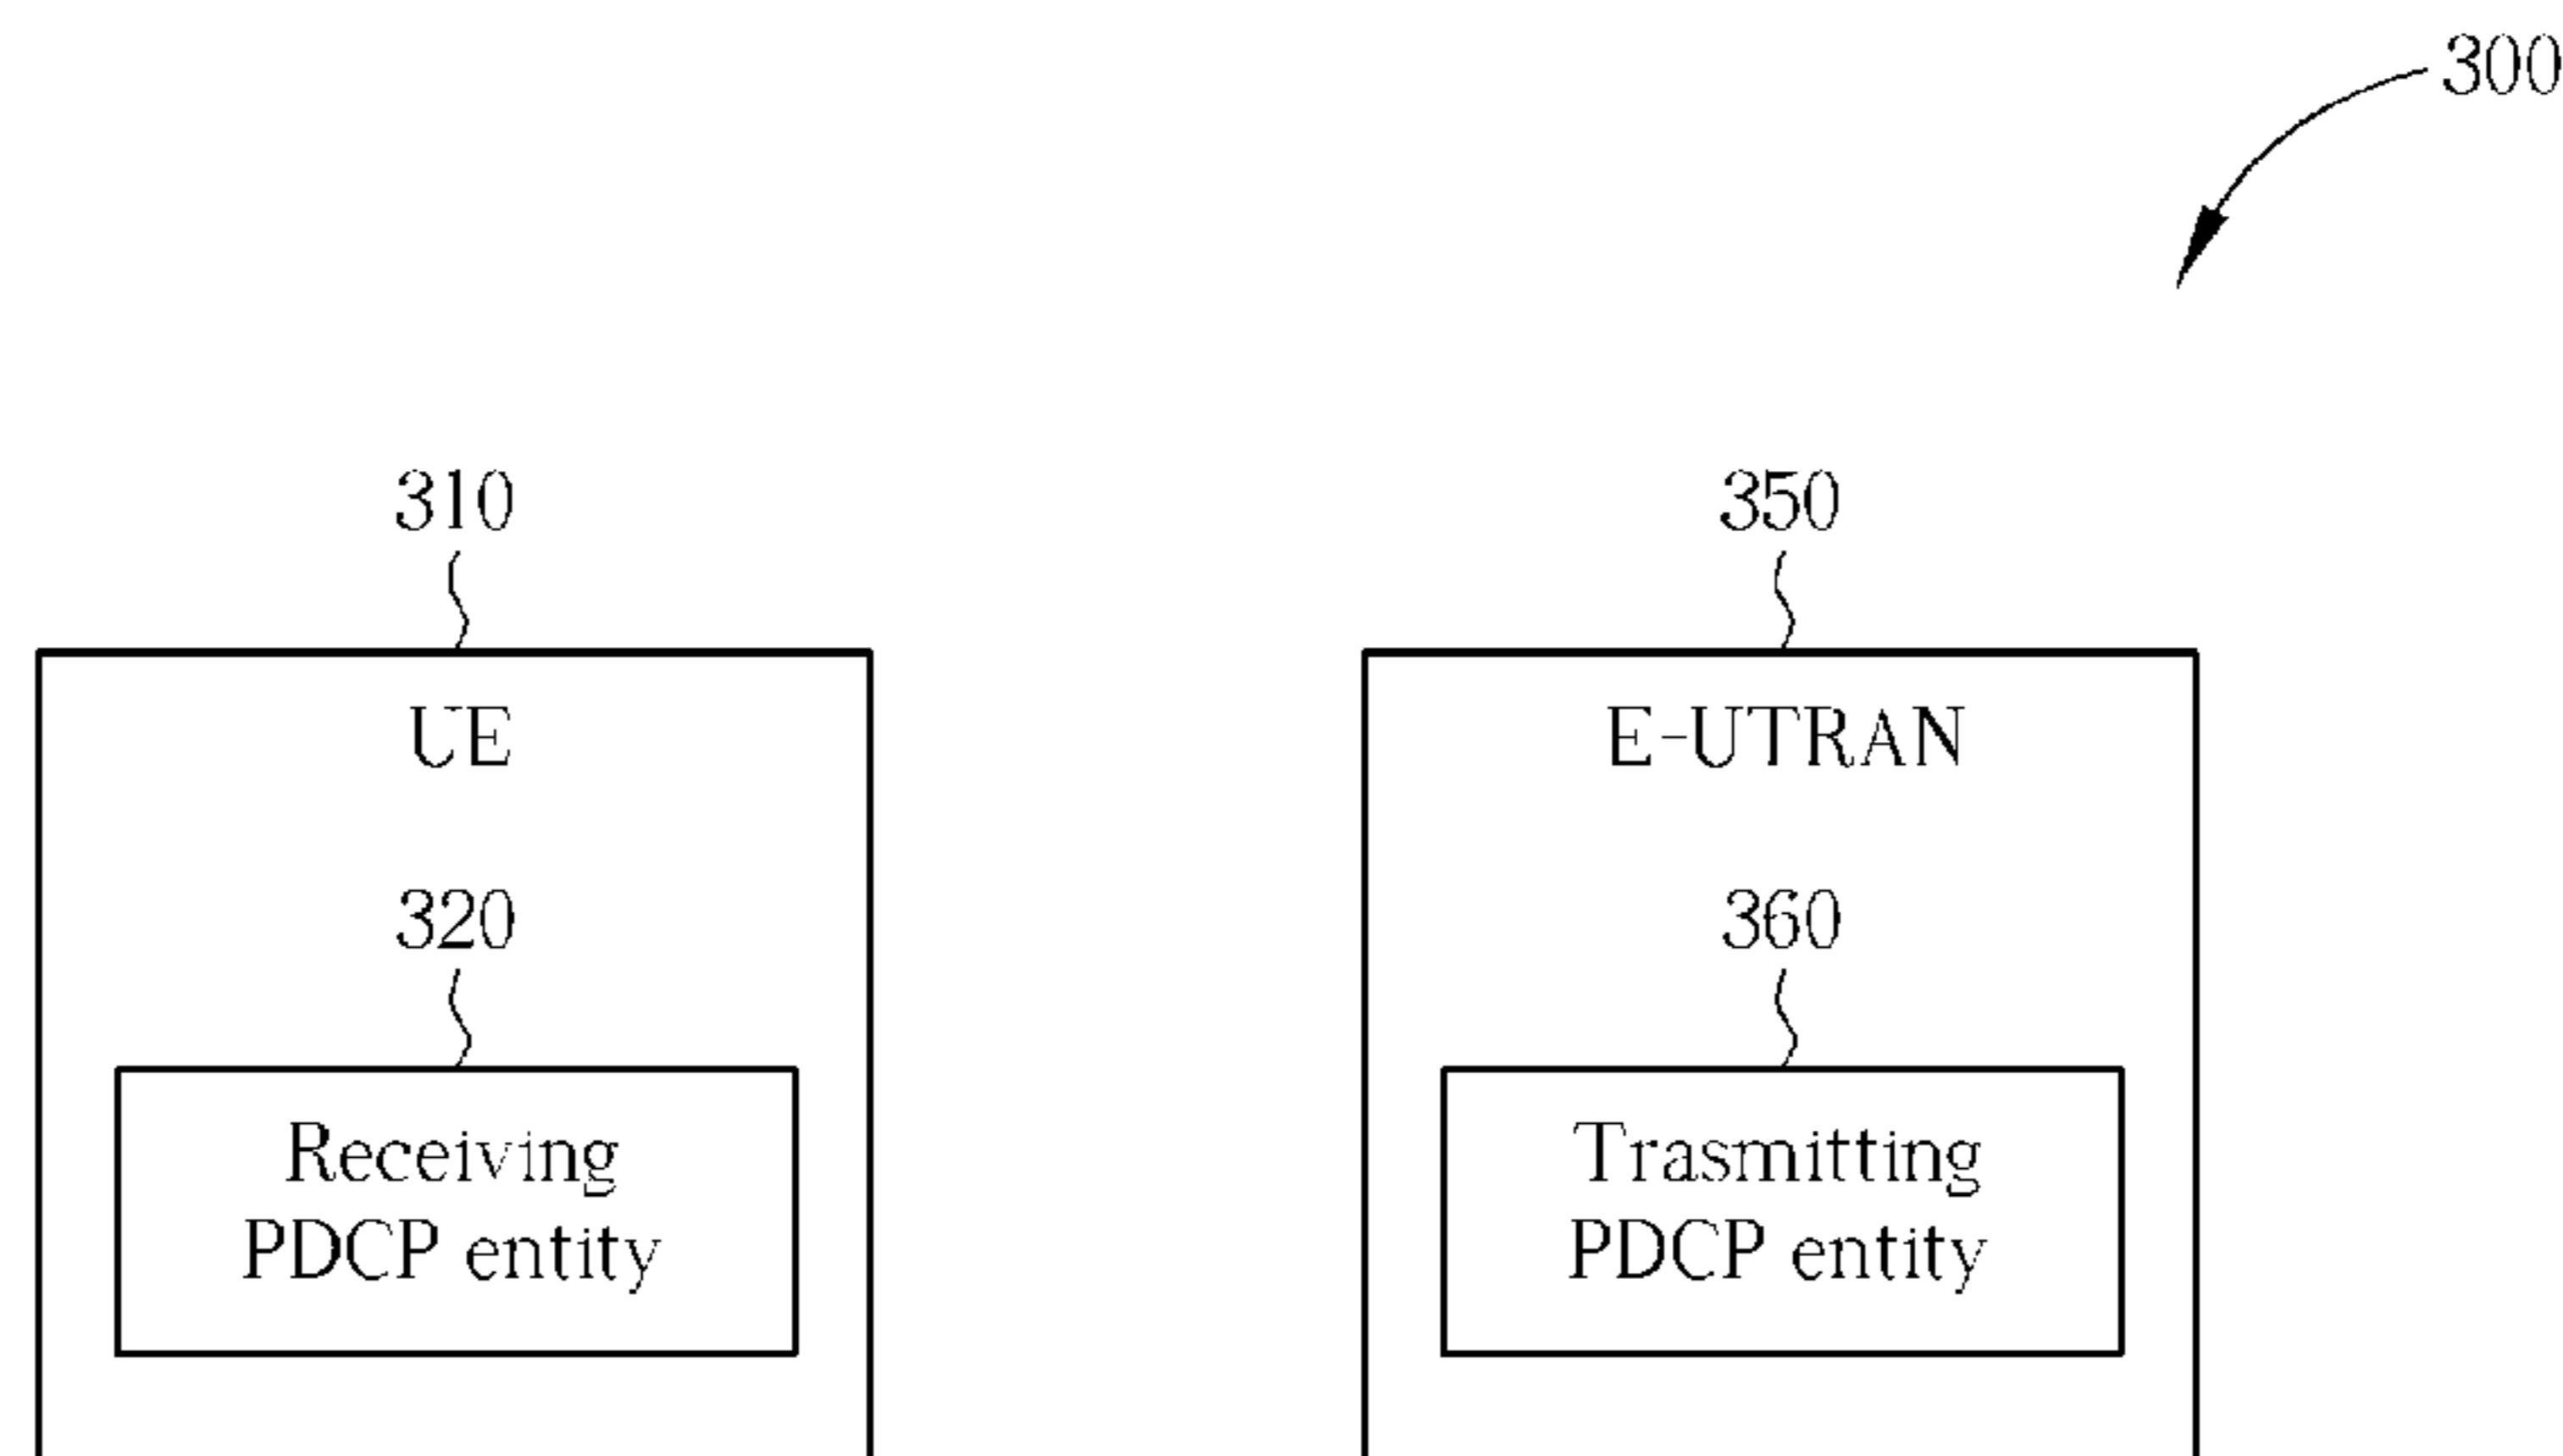 300
310
350
UE
E-UTRAN
320
360
Receiving
PDCP entity
Trasmitting
PDCP entity